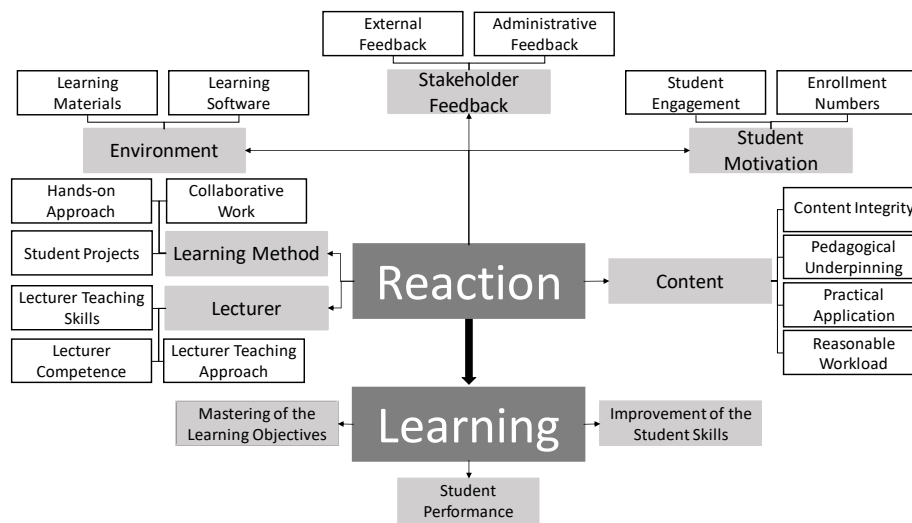 External
Feedback
Administrative
Feedback
Learning
Materials
Learning
Software
Stakeholder
Feedback
Student
Engagement
Enrollment
Numbers
Environment
Student
Motivation
Hands-on
Approach
Collaborative
Work
Content Integrity
Student Projects
Learning Method
Reaction
Content
Pedagogical
Underpinning
Lecturer Teaching
Skills
Lecturer
Practical
Application
Lecturer
Competence
Lecturer Teaching
Approach
Reasonable
Workload
Mastering of the
Learning Objectives
Learning
Improvement of the
Student Skills
Student
Performance